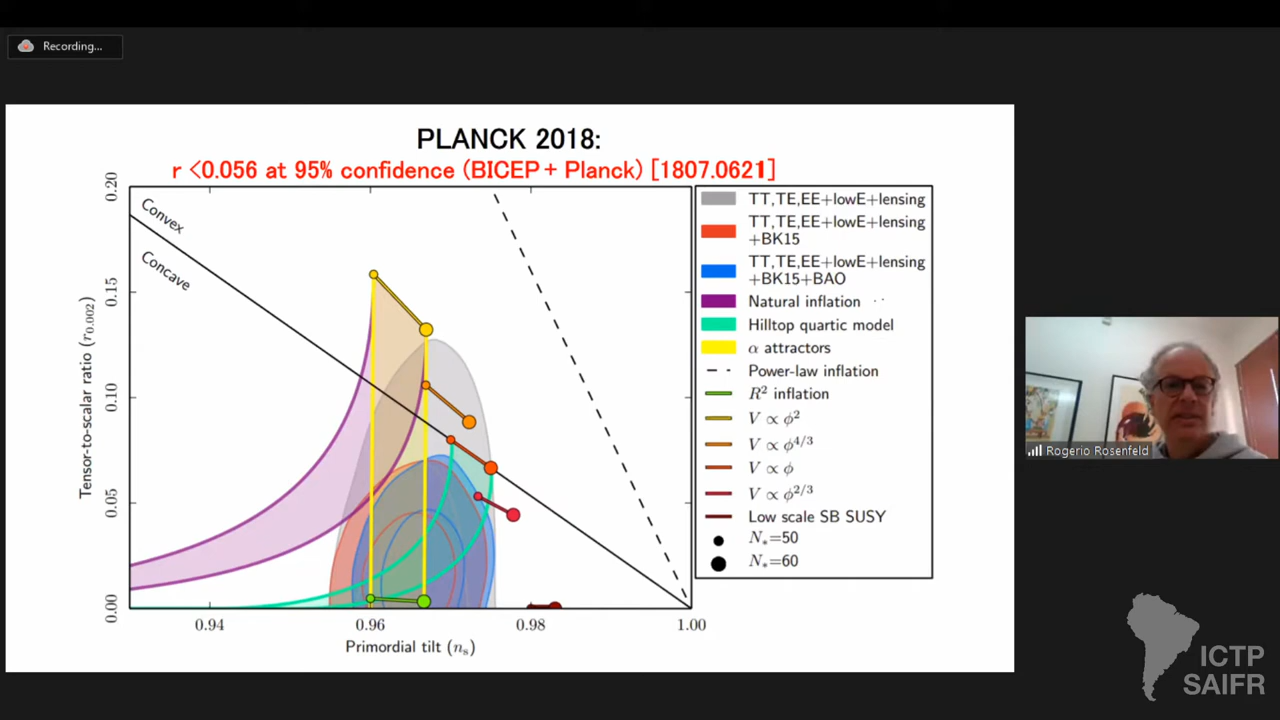 Recording...
PLANCK 2018:
r <0.056 at 95% confidence (BICEP+Planck) [1807.0621]
Convex
Concave
Tensor-to-scalar ratio (r0.002)
0.20
0.15
0.10
0.05
0.00
0.94
0.96
0.98
1.00
Primordial tilt (ns)
TT,TE,EE+lowE+lensing
TT,TE,EE+lowE+lensing
+BK15
TT,TE,EE+lowE+lensing
+BK15+BAO
Natural inflation
Hilltop quartic model
α attractors
Power-law inflation
R² inflation
V ∝ ϕ²
V ∝ ϕ^4/3
V ∝ ϕ
V ∝ ϕ^2/3
Low scale SB SUSY
N*=50
N*=60
Rogerio Rosenfeld
ICTP
SAIFR